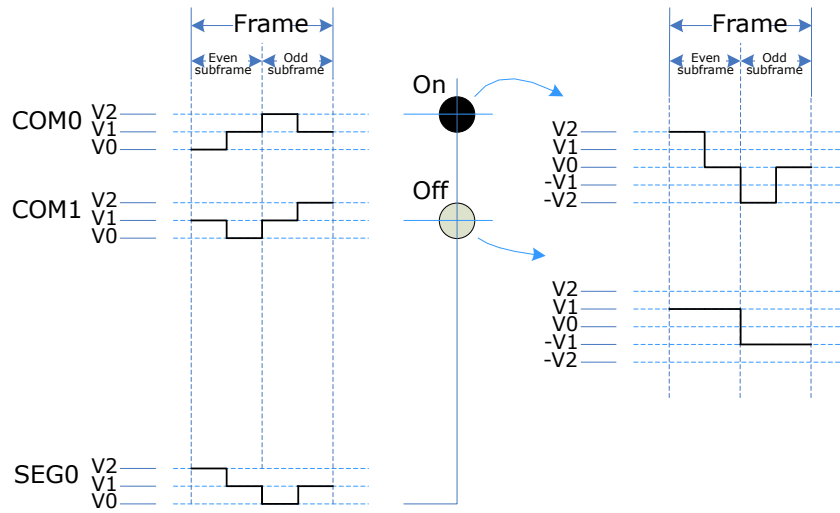 Frame
Even subframe
Odd subframe
COM0
V2
V1
V0
COM1
V2
V1
V0
SEG0
V2
V1
V0
On
Off
Frame
Even subframe
Odd subframe
V2
V1
V0
-V1
-V2
V2
V1
V0
-V1
-V2